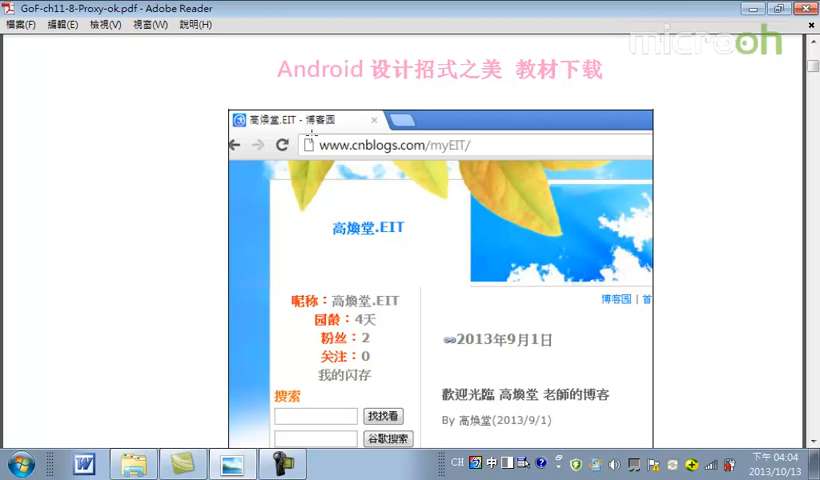 GoF-ch11-8-Proxy-ok.pdf - Adobe Reader
檔案(F) 編輯(E) 檢視(V) 視窗(W) 說明(H)
microoh
Android 设计招式之美 教材下载
高煥堂.EIT - 博客园
www.cnblogs.com/myEIT/
高煥堂.EIT
博客园 | 首
昵称：高煥堂.EIT
园龄：4天
粉丝：2
关注：0
我的闪存
2013年9月1日
搜索
找找看
谷歌搜索
歡迎光臨 高煥堂 老師的博客
By 高煥堂(2013/9/1)
CH 中
下午 04:04
2013/10/13